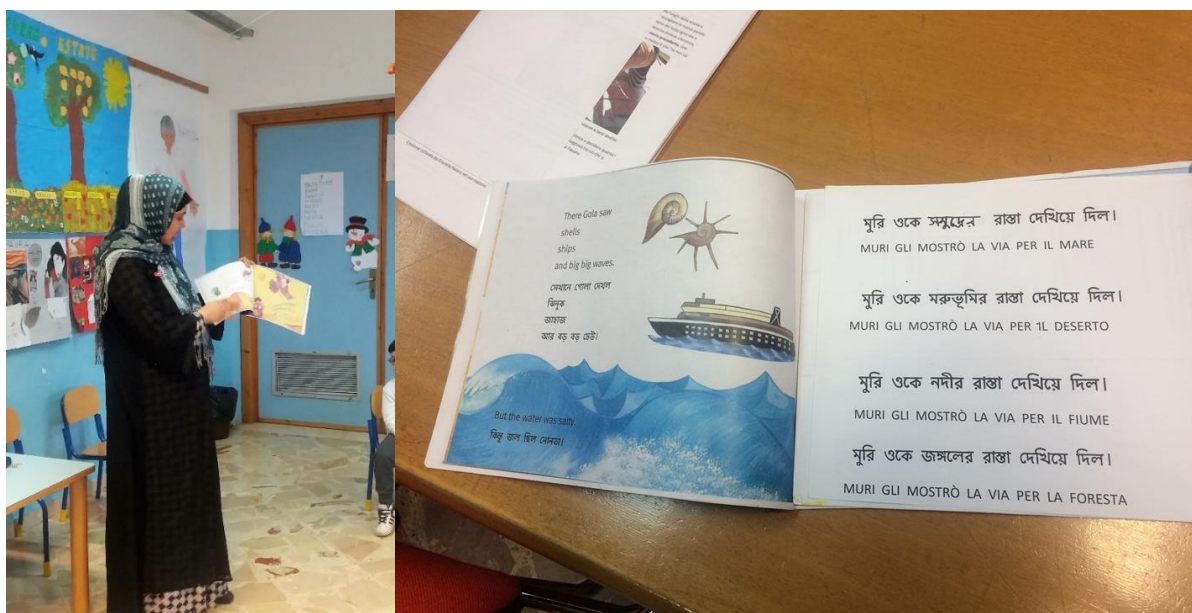 ESTATE
There Gola saw
shells
ships
and big big waves.
সেখানে গোলা দেখল
ঝিনুক
জাহাজ
আর বড় বড় ঢেউ।
But the water was salty.
কিন্তু জল ছিল নোনতা।
মুরি ওকে সমুদ্রের রাস্তা দেখিয়ে দিল।
MURI GLI MOSTRÒ LA VIA PER IL MARE
মুরি ওকে মরুভূমির রাস্তা দেখিয়ে দিল।
MURI GLI MOSTRÒ LA VIA PER IL DESERTO
মুরি ওকে নদীর রাস্তা দেখিয়ে দিল।
MURI GLI MOSTRÒ LA VIA PER IL FIUME
মুরি ওকে জঙ্গলের রাস্তা দেখিয়ে দিল।
MURI GLI MOSTRÒ LA VIA PER LA FORESTA